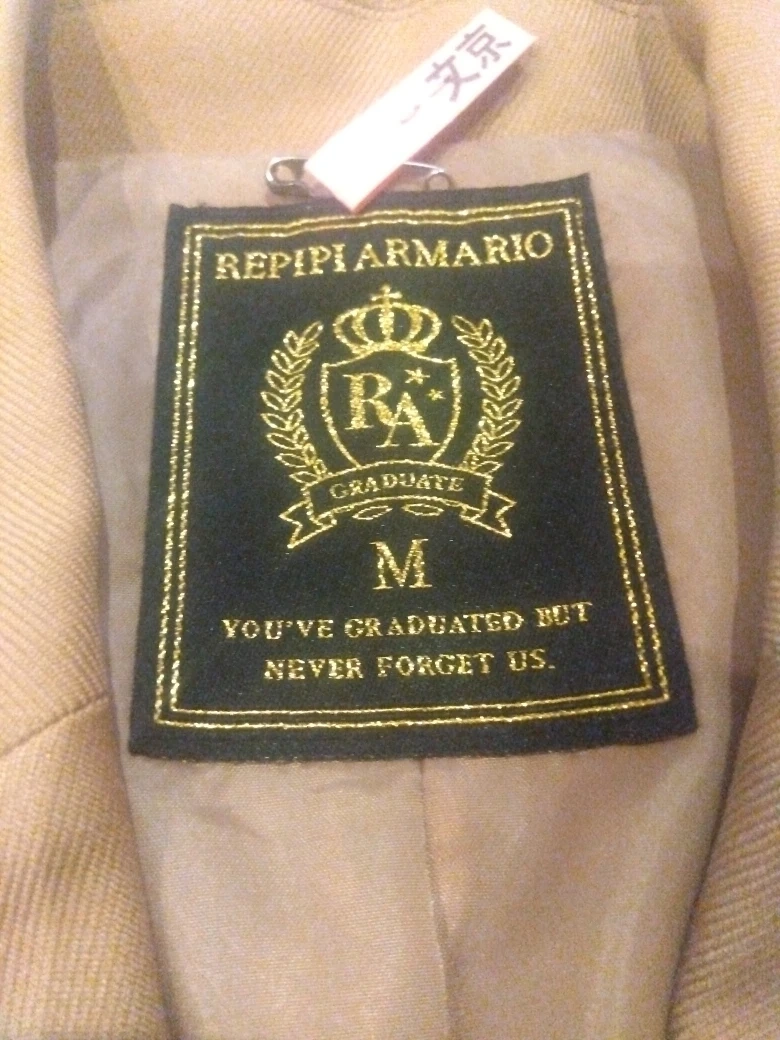 文京
REPIPI ARMARIO
RA
GRADUATE
M
YOU'VE GRADUATED BUT
NEVER FORGET US.